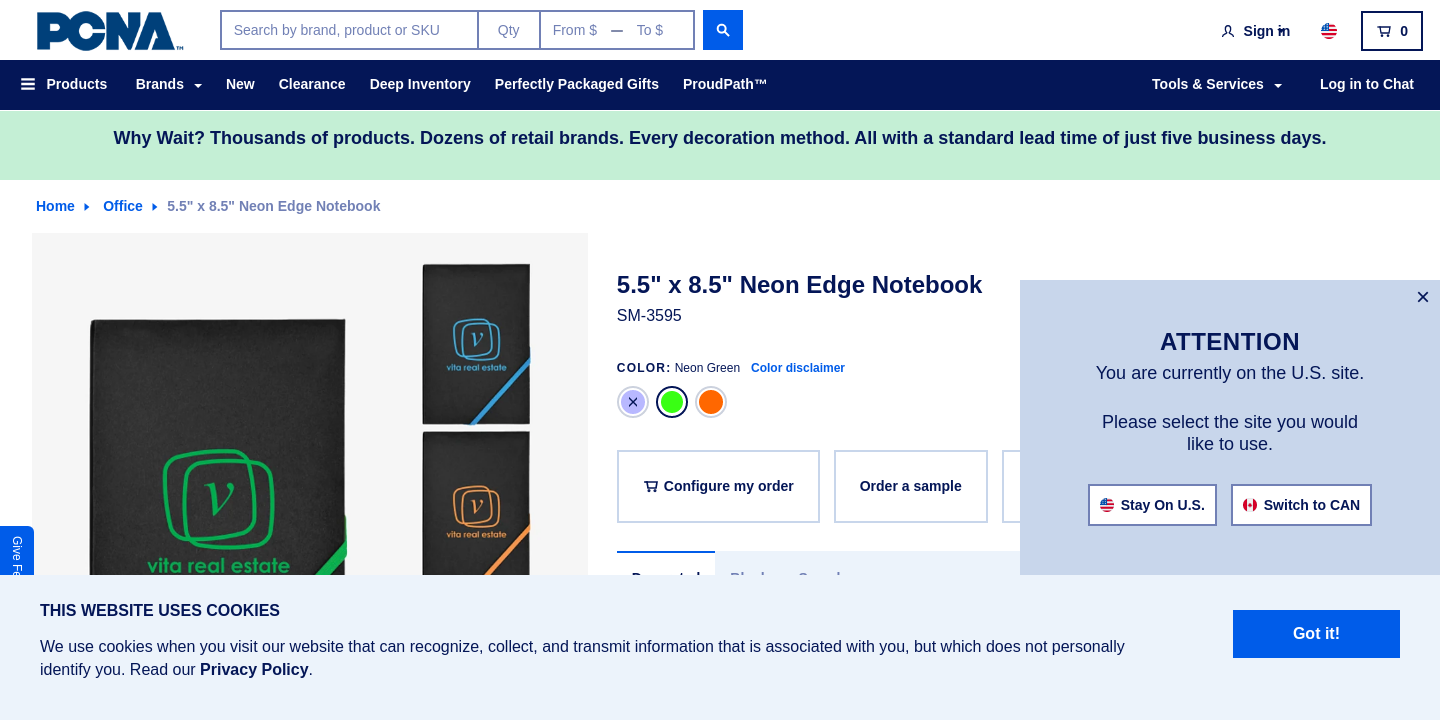 PCNA™
Search by brand, product or SKU
Qty
From $ — To $
Sign in
0
Products
Brands
New
Clearance
Deep Inventory
Perfectly Packaged Gifts
ProudPath™
Tools & Services
Log in to Chat
Why Wait? Thousands of products. Dozens of retail brands. Every decoration method. All with a standard lead time of just five business days.
Home
Office
5.5" x 8.5" Neon Edge Notebook
v
vita real estate
v
vita real estate
v
vita real estate
5.5" x 8.5" Neon Edge Notebook
SM-3595
COLOR: Neon Green Color disclaimer
Configure my order
Order a sample
ATTENTION
You are currently on the U.S. site.
Please select the site you would
like to use.
Stay On U.S.
Switch to CAN
Give
THIS WEBSITE USES COOKIES
We use cookies when you visit our website that can recognize, collect, and transmit information that is associated with you, but which does not personally
identify you. Read our Privacy Policy.
Got it!